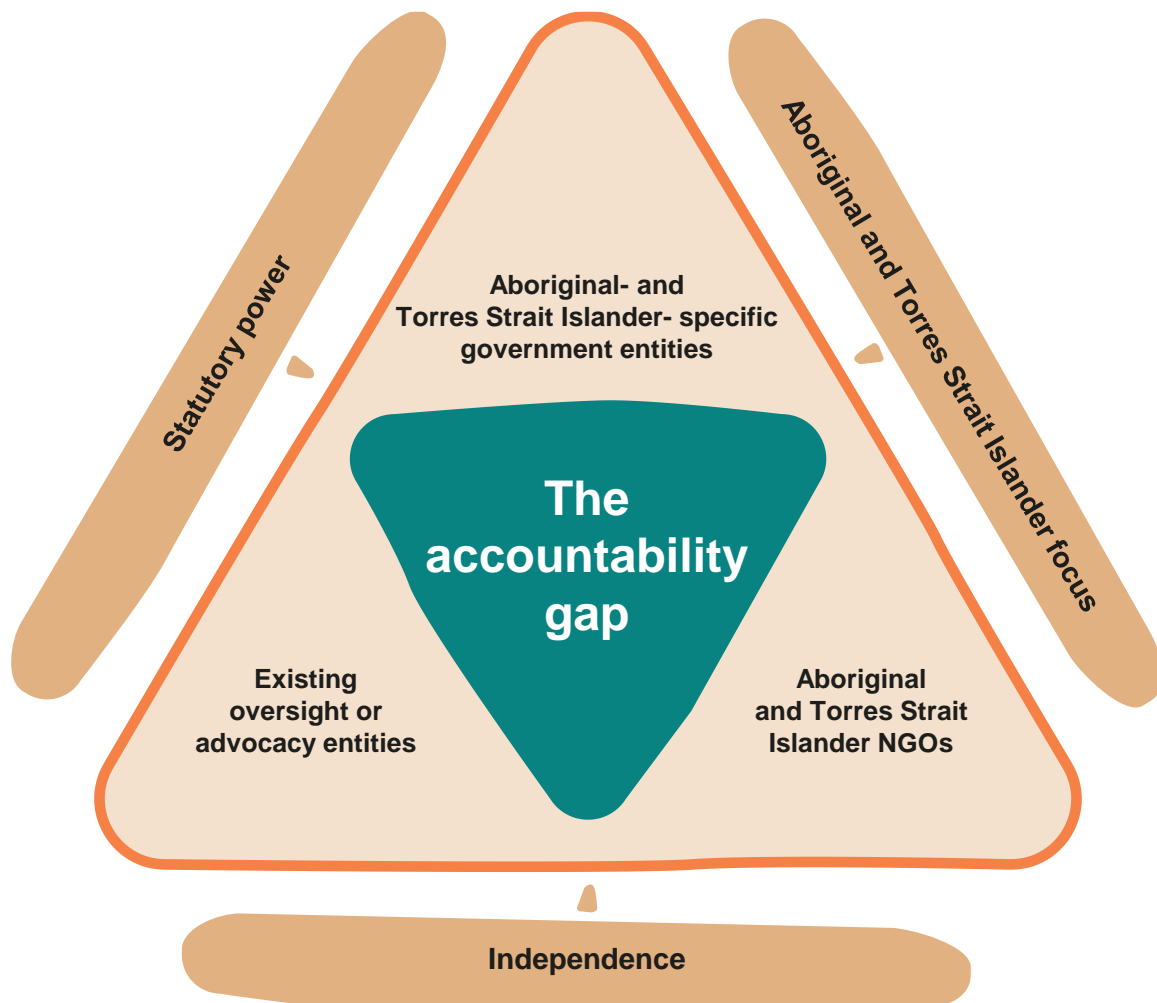 Statutory power
Aboriginal and Torres Strait Islander focus
Aboriginal- and
Torres Strait Islander- specific
government entities
The
accountability
gap
Existing
oversight or
advocacy entities
Aboriginal
and Torres Strait
Islander NGOs
Independence